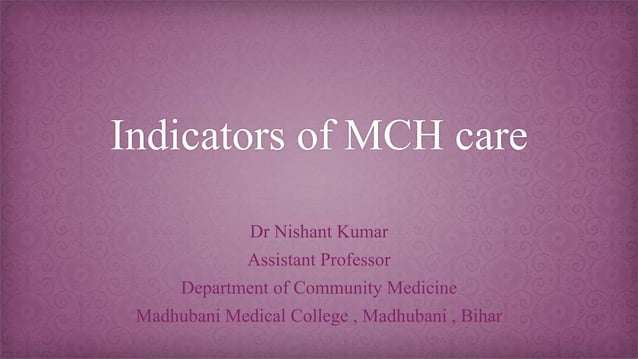 Indicators of MCH care
Dr Nishant Kumar
Assistant Professor
Department of Community Medicine
Madhubani Medical College , Madhubani , Bihar